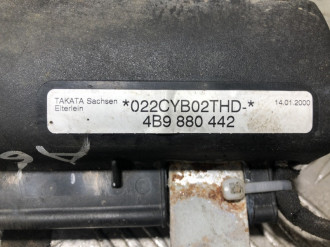 TAKATA Sachsen
Elterlein
*022CYB02THD-*
14.01.2000
4B9 880 442